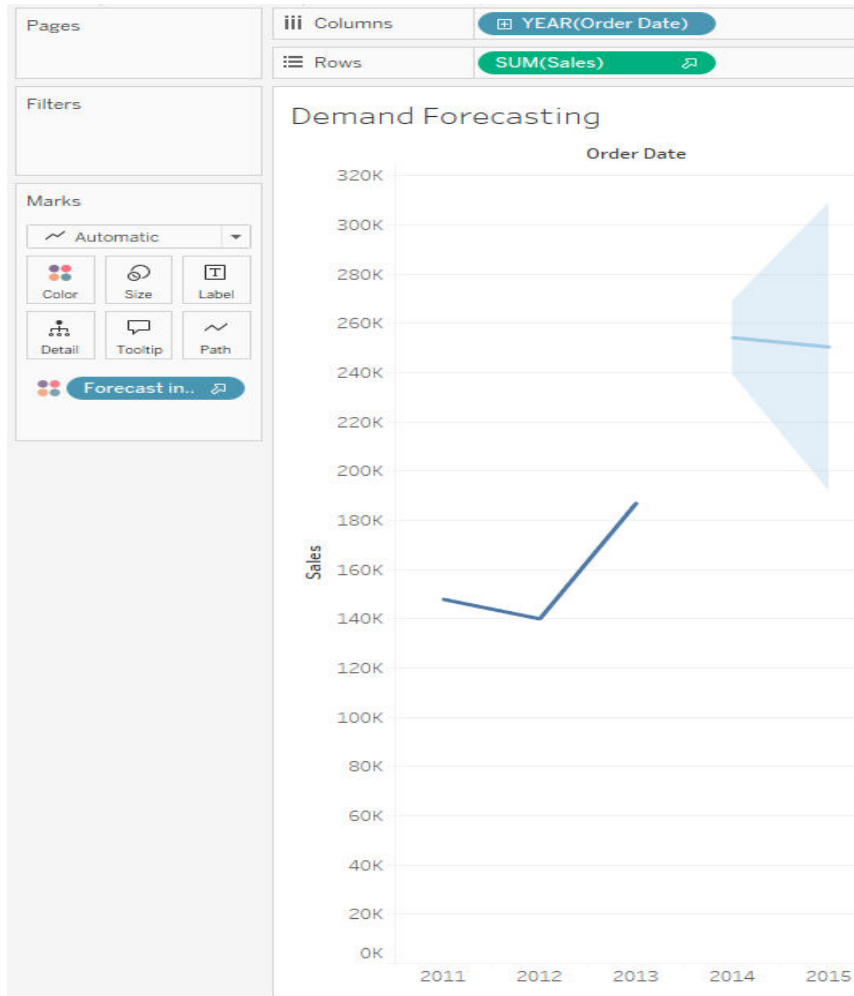 Pages
Columns
YEAR(Order Date)
Rows
SUM(Sales)
Filters
Marks
Automatic
Color
Size
Label
Detail
Tooltip
Path
Forecast in..
Demand Forecasting
Order Date
320K
300K
280K
260K
240K
220K
200K
180K
160K
140K
120K
100K
80K
60K
40K
20K
0K
Sales
2011 2012 2013 2014 2015